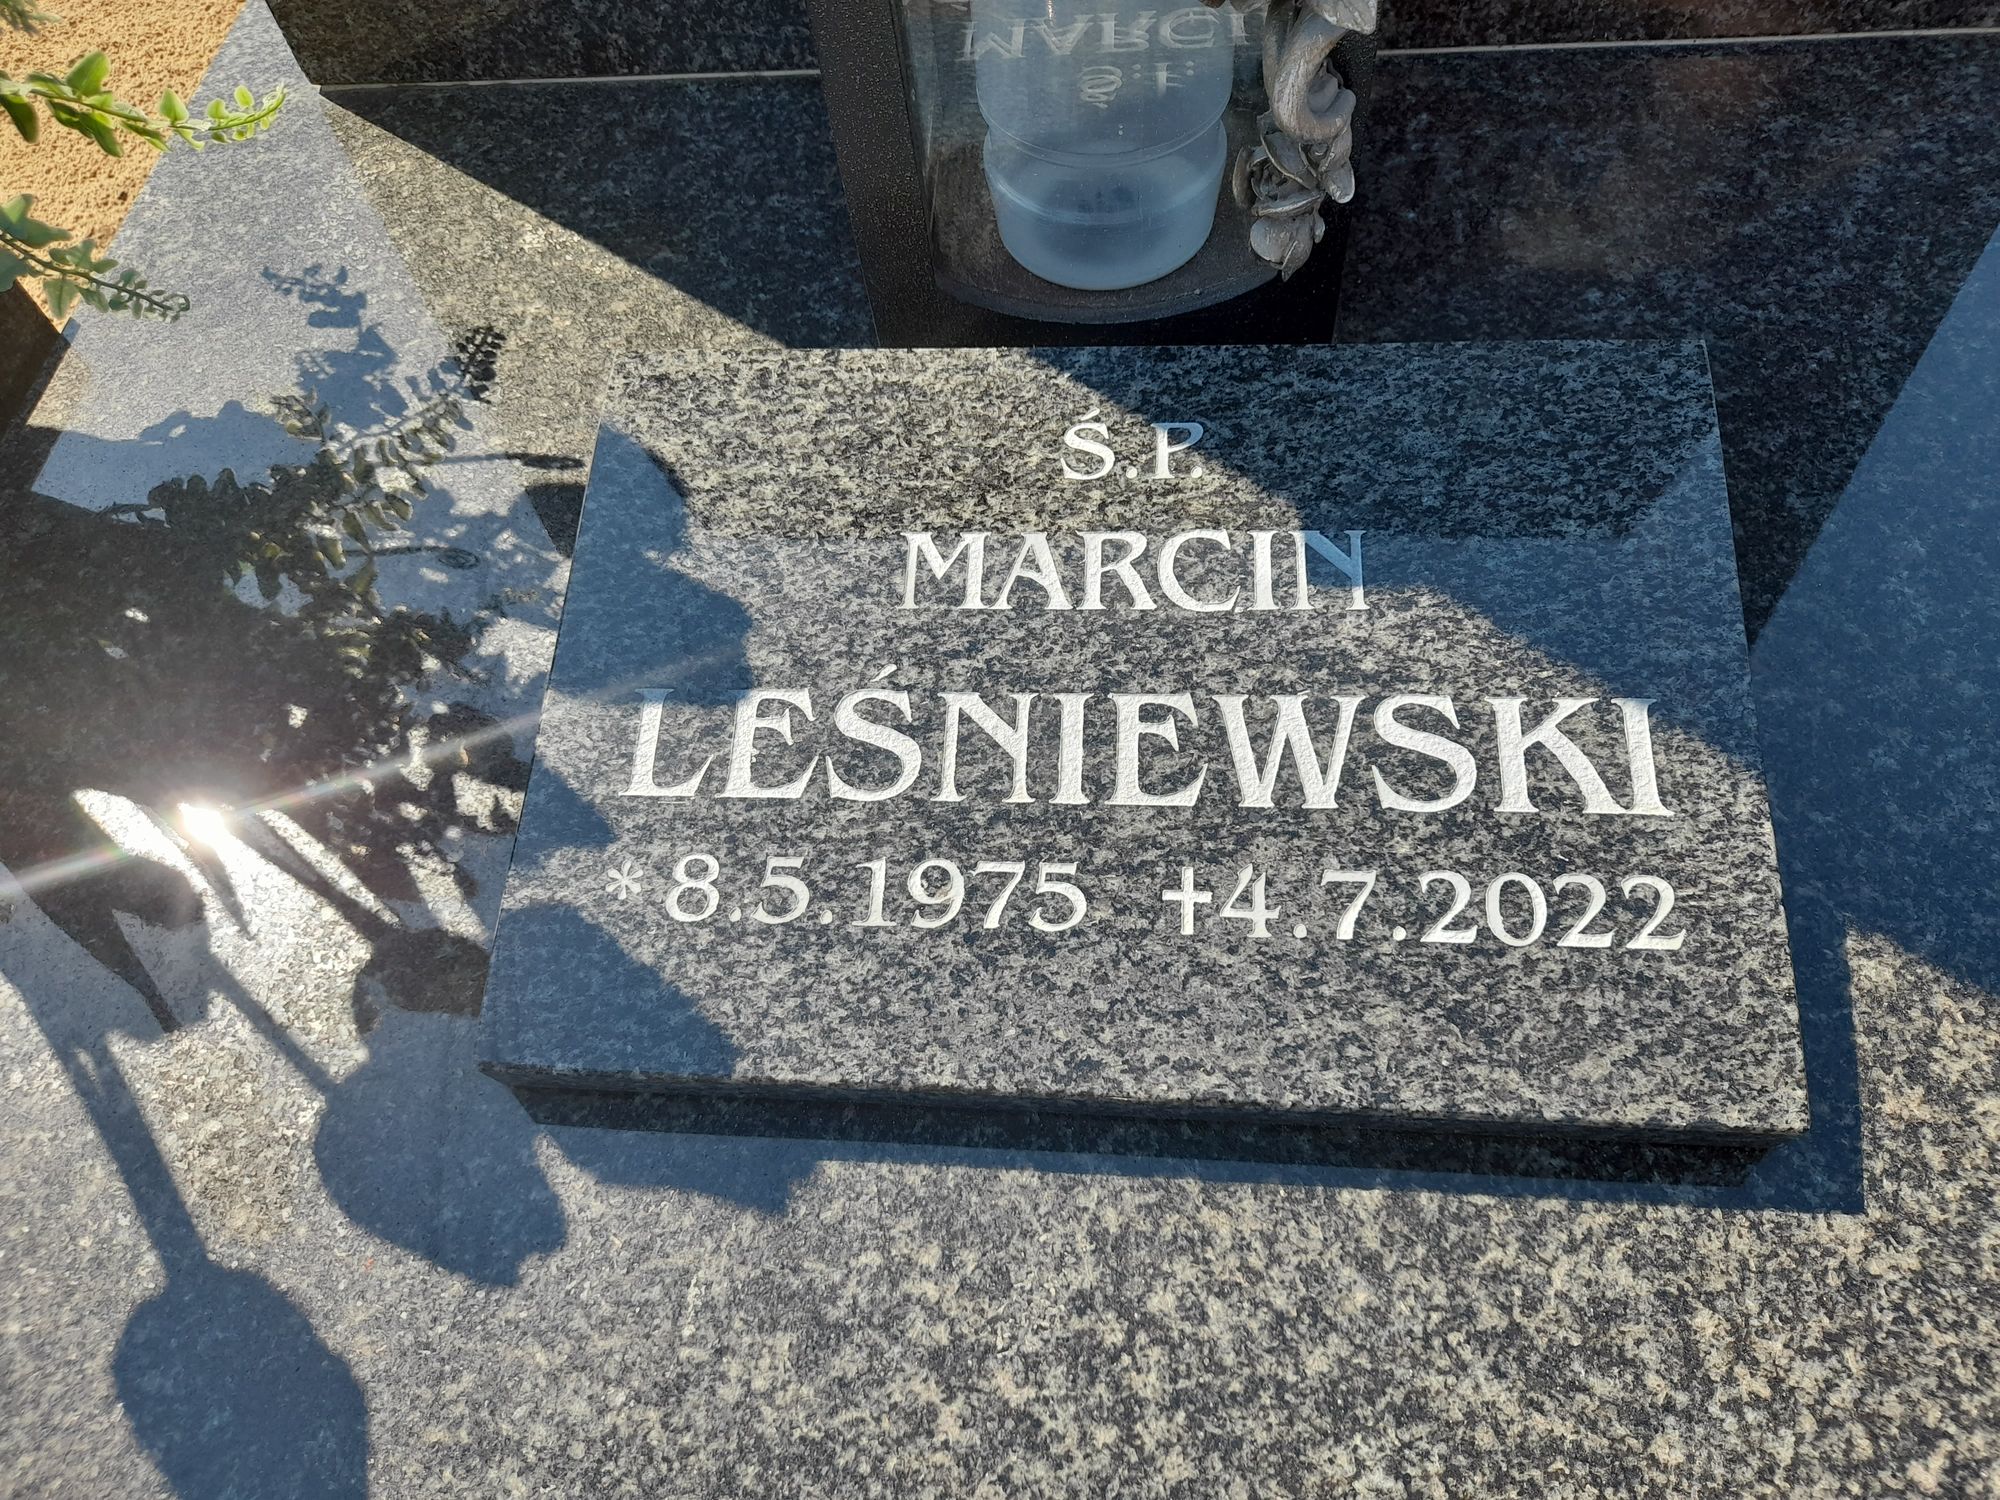 Ś.P.
MARCIN
LEŚNIEWSKI
*8.5.1975 +4.7.2022